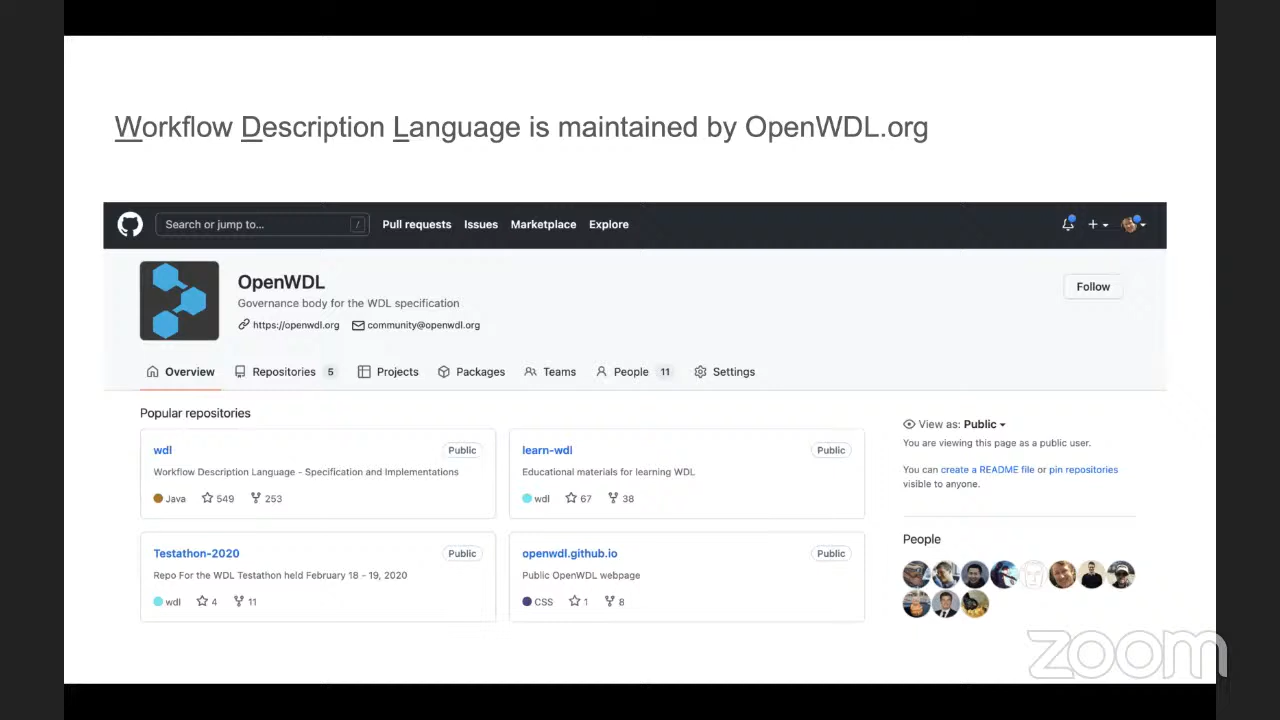 Workflow Description Language is maintained by OpenWDL.org
Search or jump to... / Pull requests Issues Marketplace Explore
OpenWDL
Governance body for the WDL specification
https://openwdl.org community@openwdl.org
Follow
Overview Repositories 5 Projects Packages Teams People 11 Settings
Popular repositories
wdl Public
Workflow Description Language - Specification and Implementations
Java 549 253
learn-wdl Public
Educational materials for learning WDL
wdl 67 38
Testathon-2020 Public
Repo For the WDL Testathon held February 18 - 19, 2020
wdl 4 11
openwdl.github.io Public
Public OpenWDL webpage
CSS 1 8
View as: Public
You are viewing this page as a public user.
You can create a README file or pin repositories
visible to anyone.
People
zoom